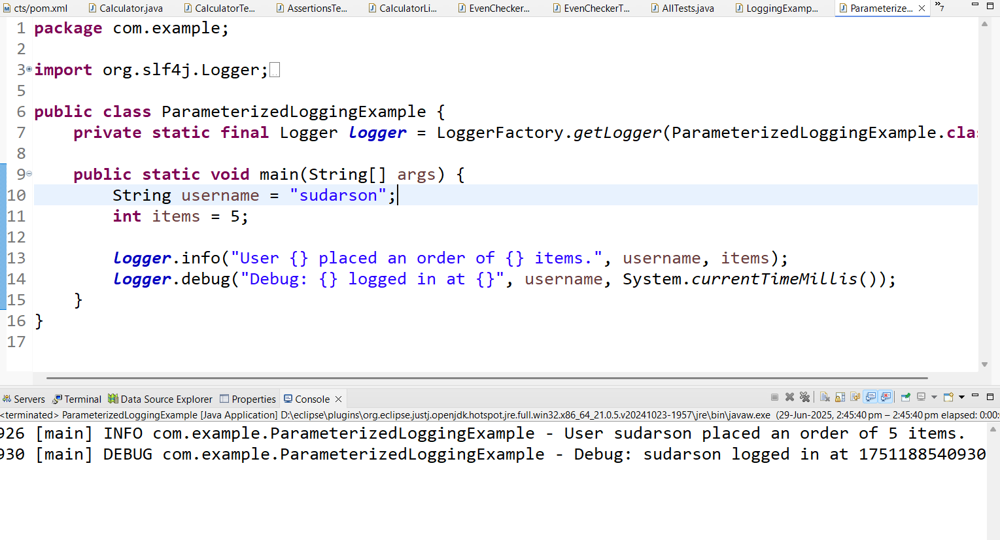 cts/pom.xml Calculator.java CalculatorTe... AssertionsTe... CalculatorLi... EvenChecker... EvenCheckerT... AllTests.java LoggingExamp... Parameterize... »7
1 package com.example;
2
3 import org.slf4j.Logger;
5
6 public class ParameterizedLoggingExample {
7 private static final Logger logger = LoggerFactory.getLogger(ParameterizedLoggingExample.clas
8
9 public static void main(String[] args) {
10 String username = "sudarson";
11 int items = 5;
12
13 logger.info("User {} placed an order of {} items.", username, items);
14 logger.debug("Debug: {} logged in at {}", username, System.currentTimeMillis());
15 }
16 }
17
Servers Terminal Data Source Explorer Properties Console
<terminated> ParameterizedLoggingExample [Java Application] D:\eclipse\plugins\org.eclipse.justj.openjdk.hotspot.jre.full.win32.x86_64_21.0.5.v20241023-1957\jre\bin\javaw.exe (29-Jun-2025, 2:45:40 pm – 2:45:40 pm elapsed: 0:00:
926 [main] INFO com.example.ParameterizedLoggingExample - User sudarson placed an order of 5 items.
930 [main] DEBUG com.example.ParameterizedLoggingExample - Debug: sudarson logged in at 1751188540930